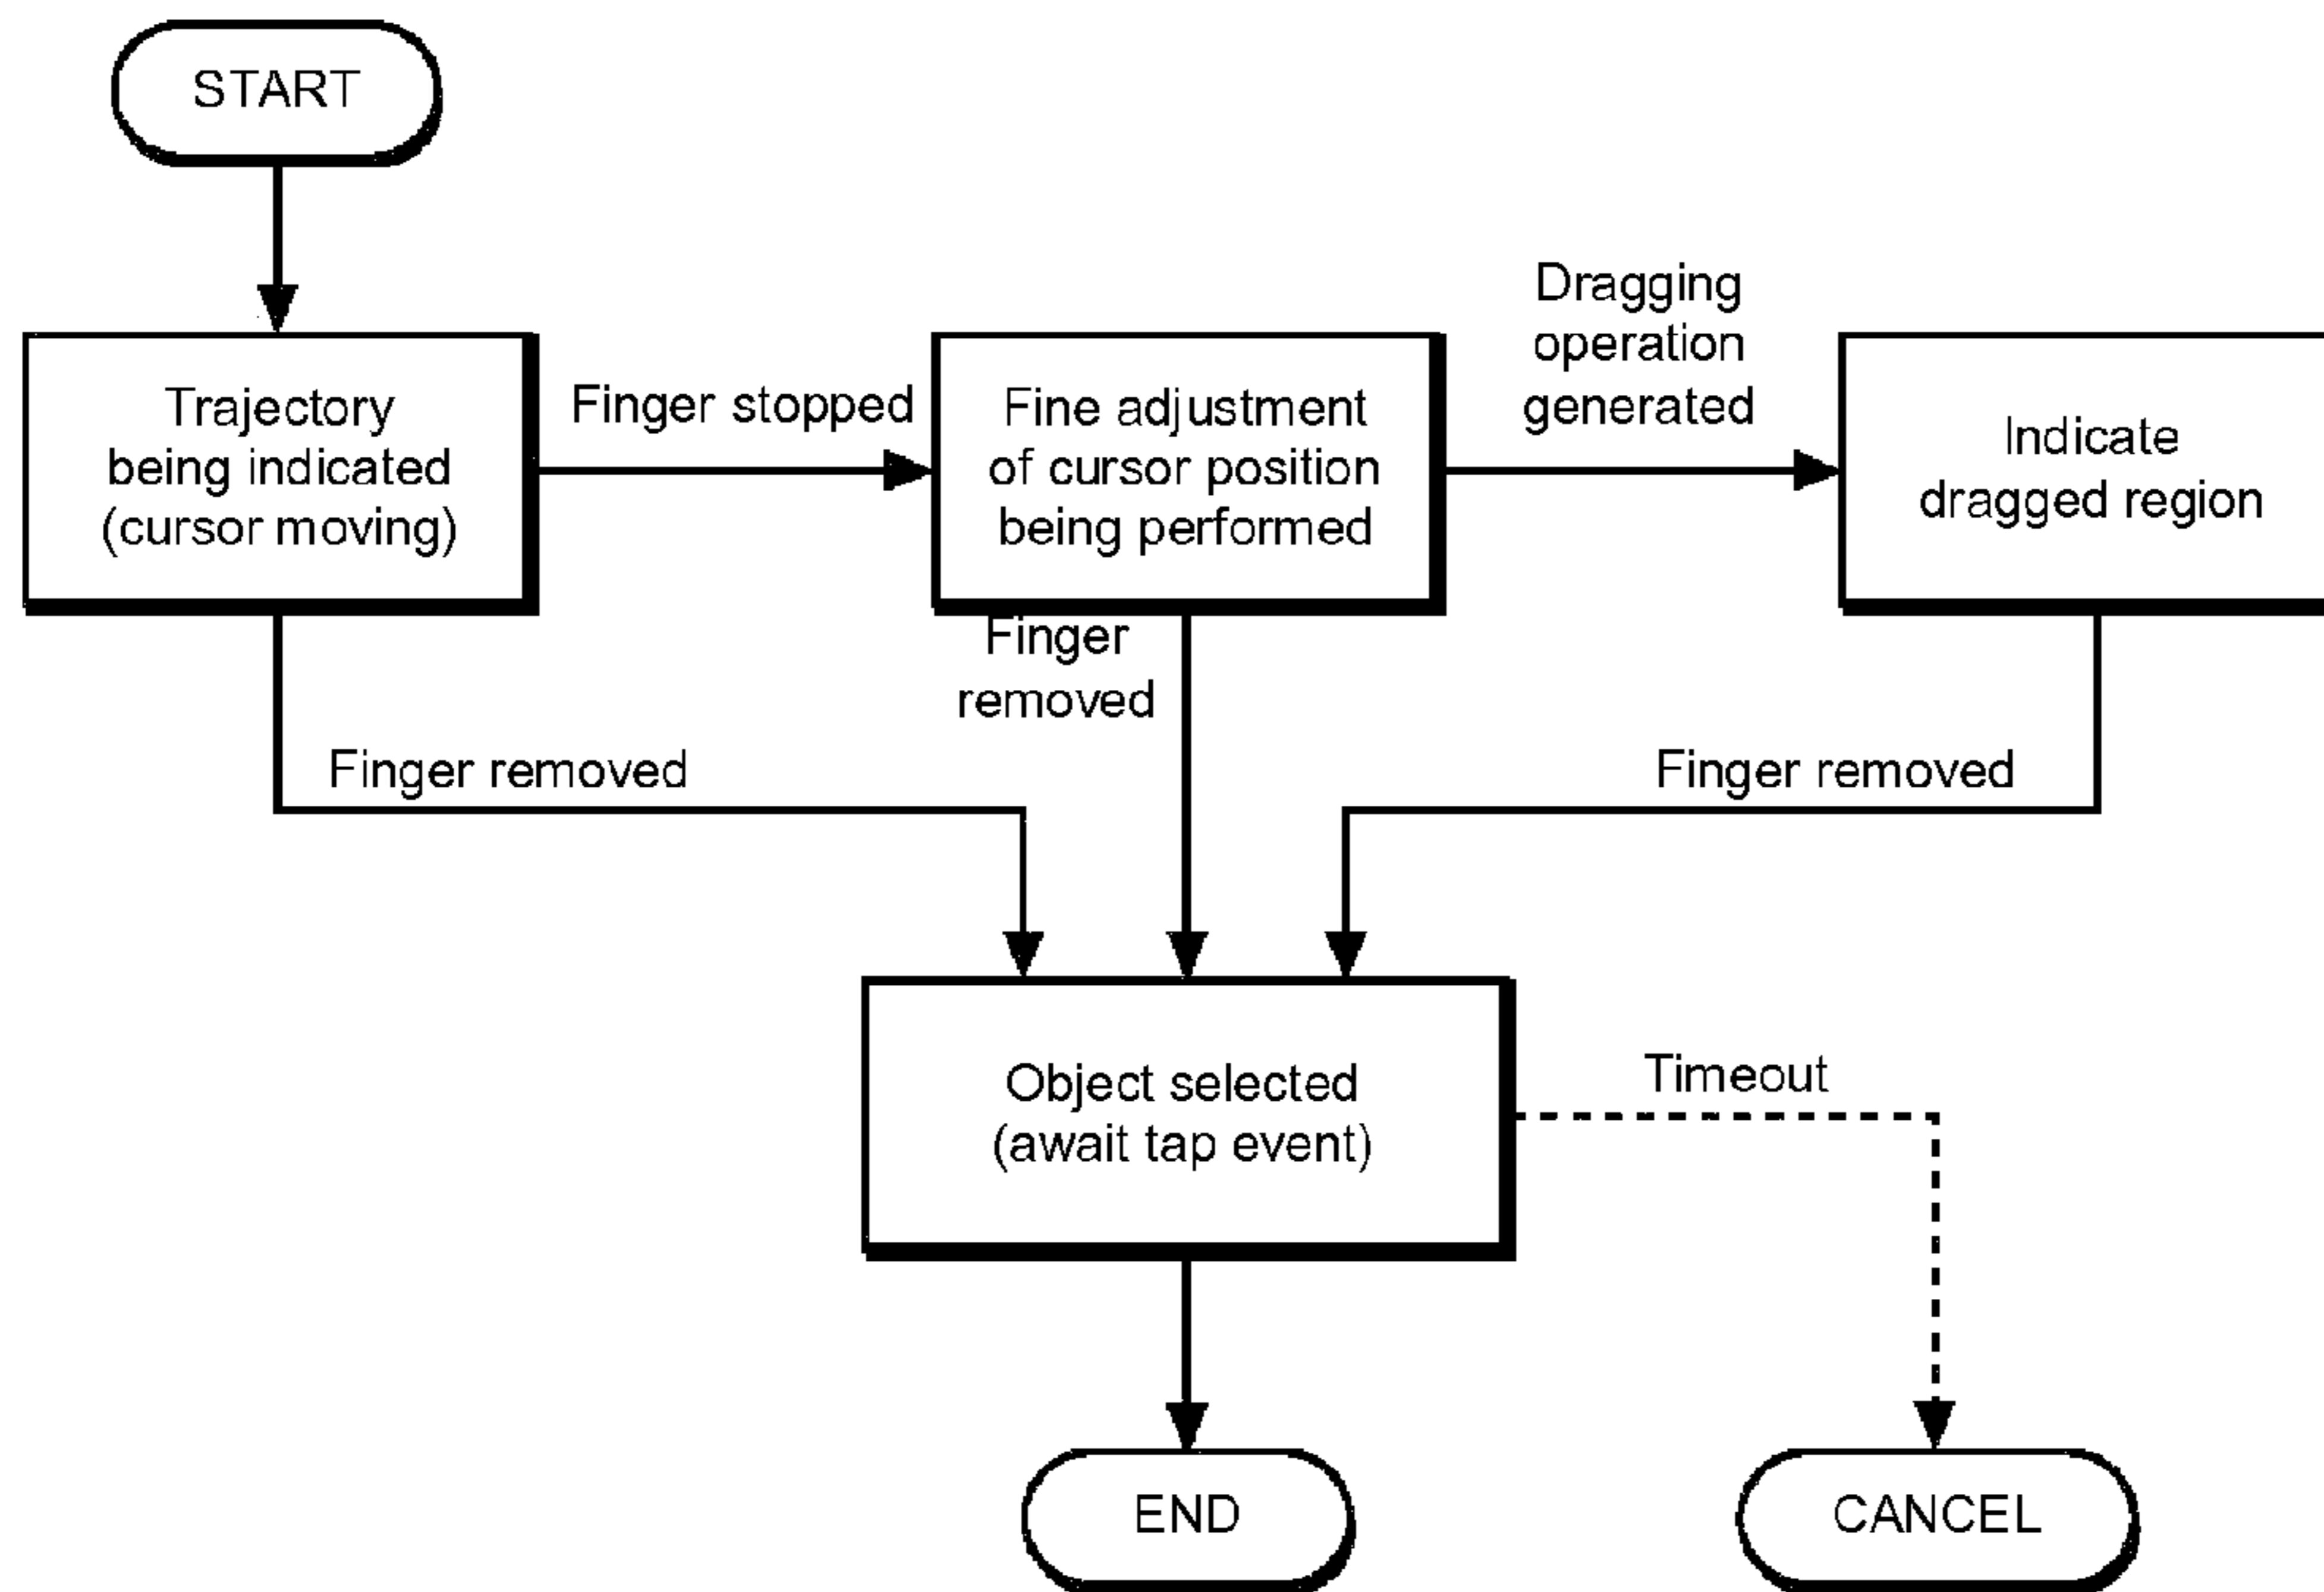 START
Trajectory
being indicated
(cursor moving)
Finger stopped
Fine adjustment
of cursor position
being performed
Dragging
operation
generated
Indicate
dragged region
Finger removed
Finger
removed
Finger removed
Object selected
(await tap event)
Timeout
END
CANCEL